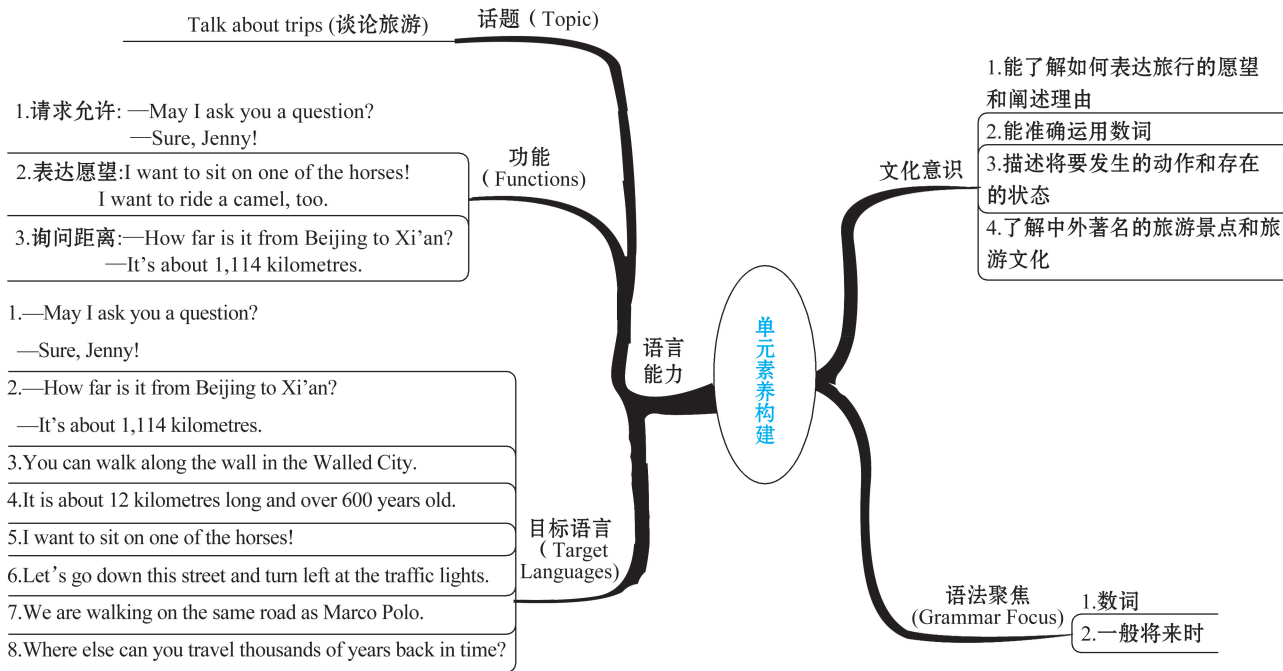 Talk about trips (谈论旅游)
话题 ( Topic )
1.请求允许: —May I ask you a question?
—Sure, Jenny!
2.表达愿望:I want to sit on one of the horses!
I want to ride a camel, too.
3.询问距离:—How far is it from Beijing to Xi'an?
—It's about 1,114 kilometres.
功能
( Functions)
1.—May I ask you a question?
—Sure, Jenny!
2.—How far is it from Beijing to Xi'an?
—It's about 1,114 kilometres.
3.You can walk along the wall in the Walled City.
4.It is about 12 kilometres long and over 600 years old.
5.I want to sit on one of the horses!
6.Let's go down this street and turn left at the traffic lights.
7.We are walking on the same road as Marco Polo.
8.Where else can you travel thousands of years back in time?
目标语言
( Target
Languages)
语言
能力
单元素养构建
文化意识
1.能了解如何表达旅行的愿望
和阐述理由
2.能准确运用数词
3.描述将要发生的动作和存在
的状态
4.了解中外著名的旅游景点和旅
游文化
语法聚焦
(Grammar Focus)
1.数词
2.一般将来时